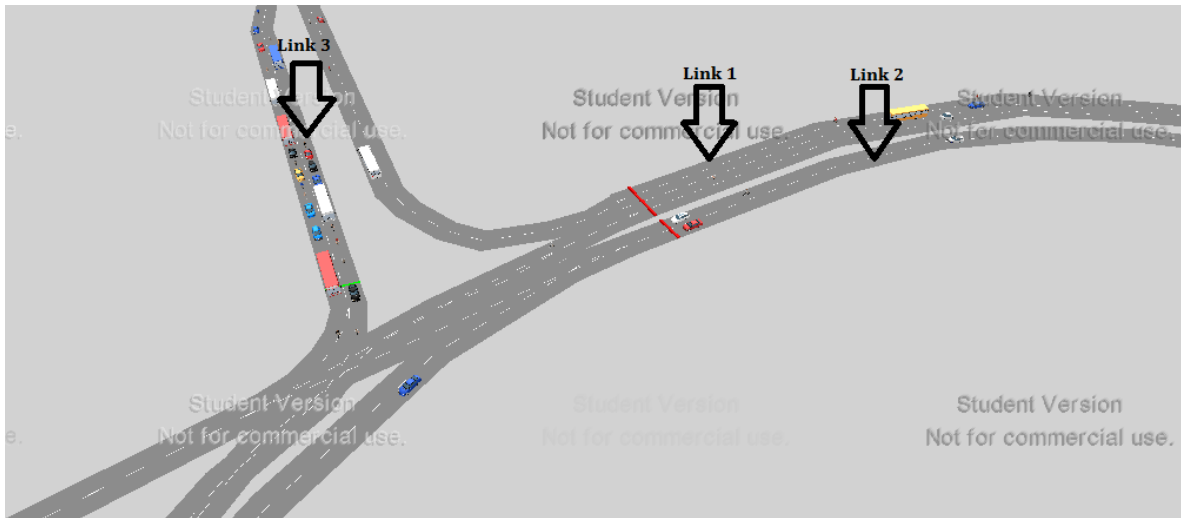 Link 3
Link 1 Link 2
Student Version Student Version Student Version
e. Not for commercial use. Not for commercial use. Not for commercial use.
Student Version Student Version Student Version
e. Not for commercial use. Not for commercial use. Not for commercial use.